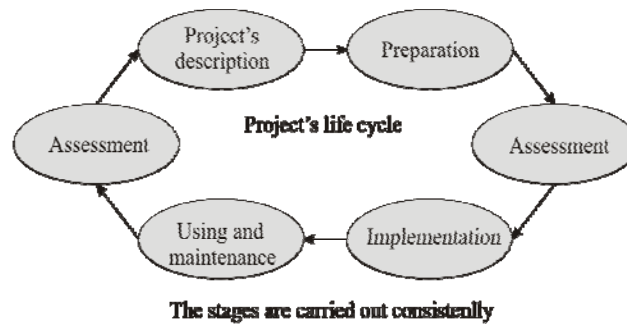 Project's
description
Preparation
Project's life cycle
Assessment
Assessment
Using and
maintenance
Implementation
The stages are carried out consistently